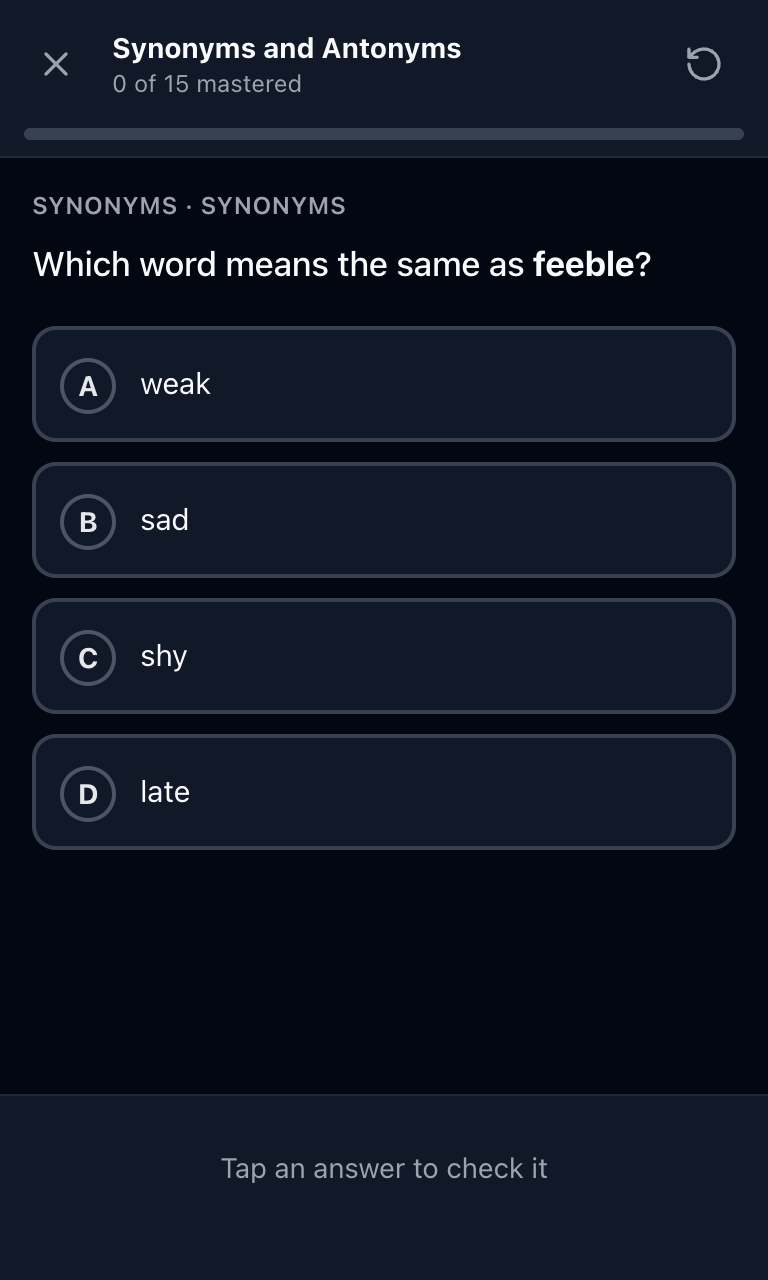 Synonyms and Antonyms
0 of 15 mastered
SYNONYMS · SYNONYMS
Which word means the same as feeble?
A weak
B sad
C shy
D late
Tap an answer to check it